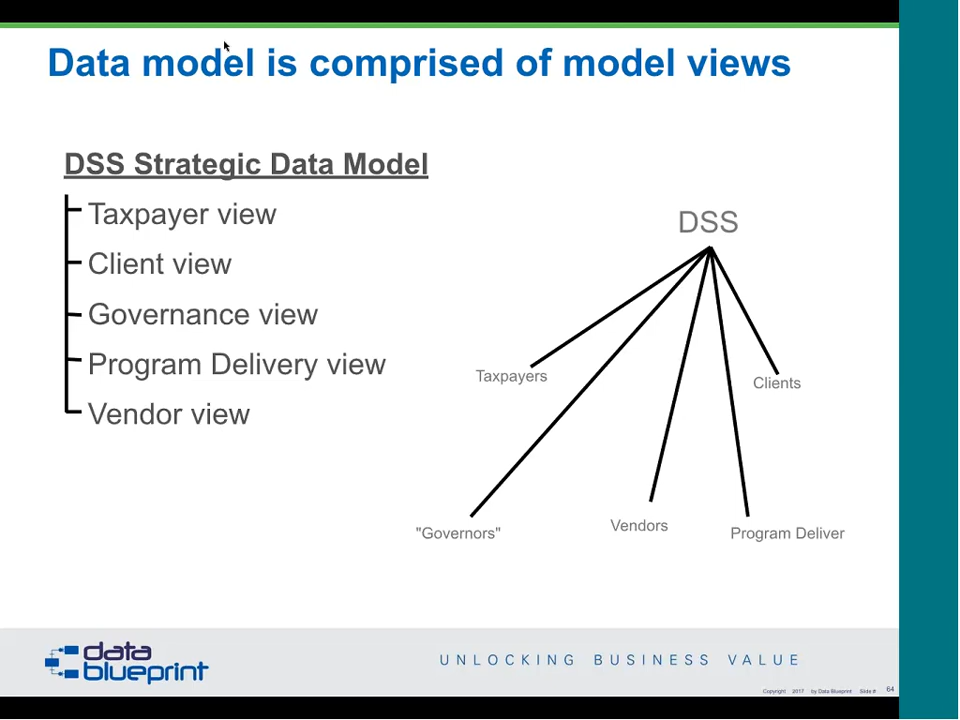 Data model is comprised of model views
DSS Strategic Data Model
Taxpayer view
Client view
Governance view
Program Delivery view
Vendor view
DSS
Taxpayers
Clients
"Governors"
Vendors
Program Deliver
data
blueprint
UNLOCKING BUSINESS VALUE
Copyright 2017 by Data Blueprint Slide # 64